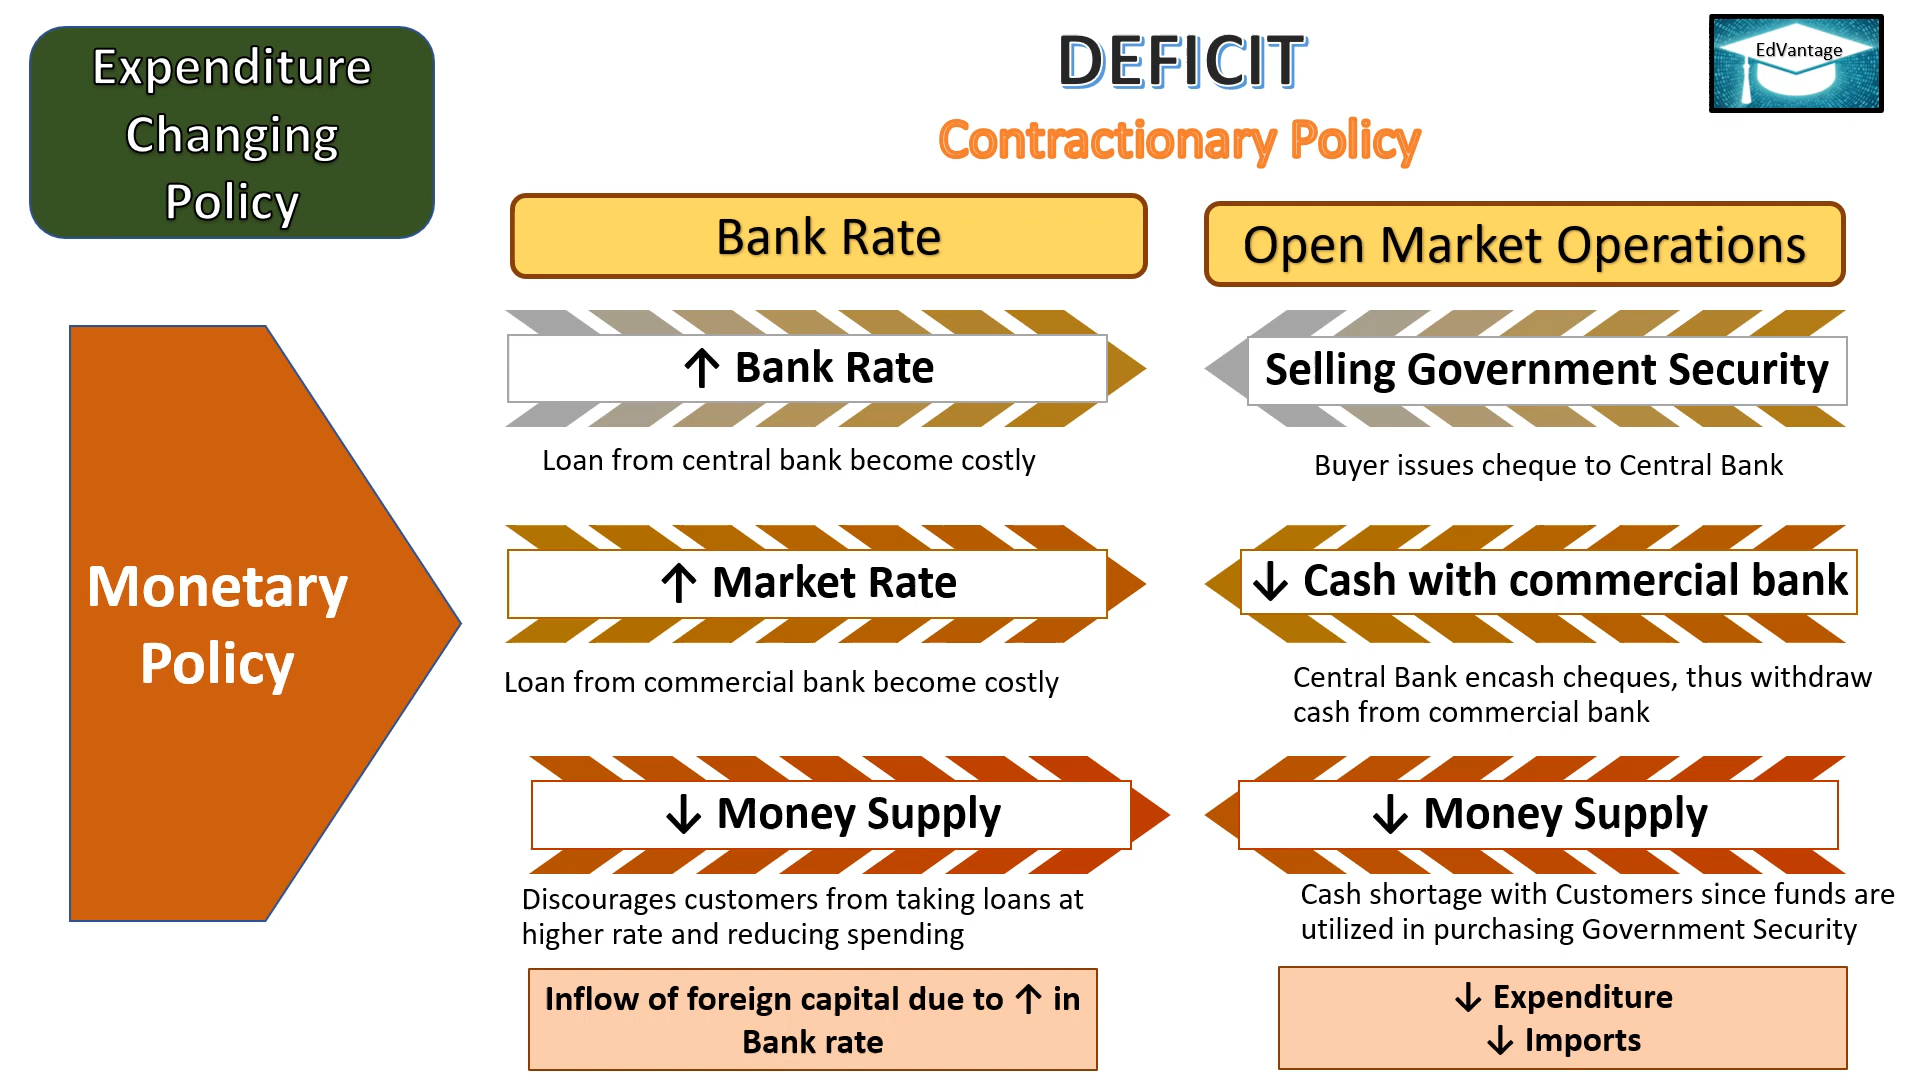 Expenditure
Changing
Policy
DEFICIT
Contractionary Policy
EdVantage
Monetary
Policy
Bank Rate
↑ Bank Rate
Loan from central bank become costly
↑ Market Rate
Loan from commercial bank become costly
↓ Money Supply
Discourages customers from taking loans at
higher rate and reducing spending
Inflow of foreign capital due to ↑ in
Bank rate
Open Market Operations
Selling Government Security
Buyer issues cheque to Central Bank
↓ Cash with commercial bank
Central Bank encash cheques, thus withdraw
cash from commercial bank
↓ Money Supply
Cash shortage with Customers since funds are
utilized in purchasing Government Security
↓ Expenditure
↓ Imports